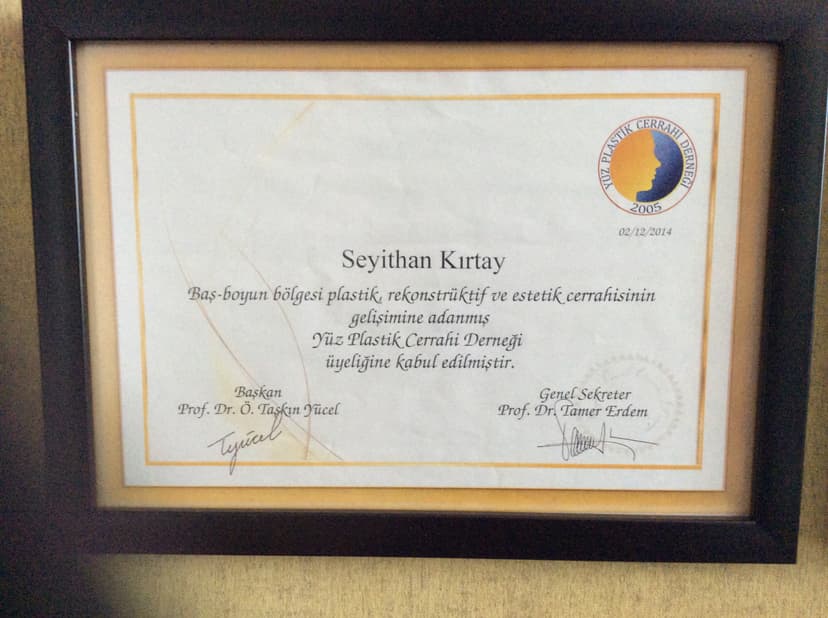 YÜZ PLASTİK CERRAHİ DERNEĞİ
2005
02/12/2014
Seyithan Kırtay
Baş-boyun bölgesi plastik, rekonstrüktif ve estetik cerrahisinin
gelişimine adanmış
Yüz Plastik Cerrahi Derneği
üyeliğine kabul edilmiştir.
Başkan
Prof. Dr. Ö. Taşkın Yücel
Genel Sekreter
Prof. Dr. Tamer Erdem
Tyücel